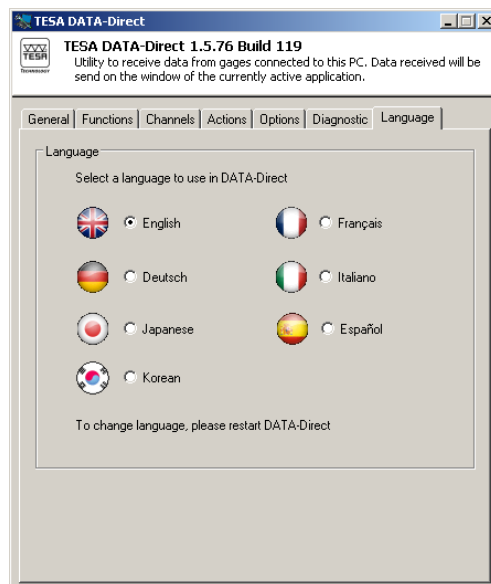 TESA DATA-Direct
TESA
TECHNOLOGY
TESA DATA-Direct 1.5.76 Build 119
Utility to receive data from gages connected to this PC. Data received will be
send on the window of the currently active application.
General Functions Channels Actions Options Diagnostic Language
Language
Select a language to use in DATA-Direct
English Français
Deutsch Italiano
Japanese Español
Korean
To change language, please restart DATA-Direct